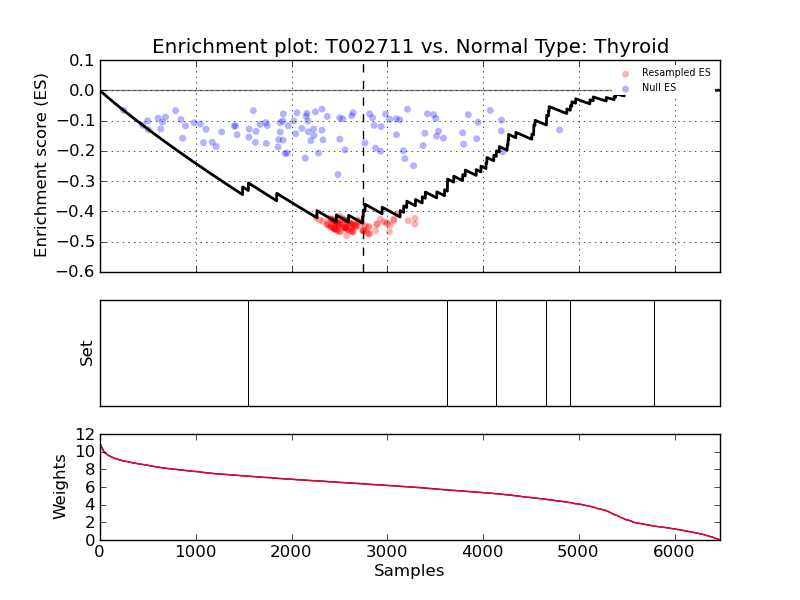 Enrichment plot: T002711 vs. Normal Type: Thyroid
Enrichment score (ES)
0.1
0.0
−0.1
−0.2
−0.3
−0.4
−0.5
−0.6
Resampled ES
Null ES
Set
Weights
12
10
8
6
4
2
0
0 1000 2000 3000 4000 5000 6000
Samples